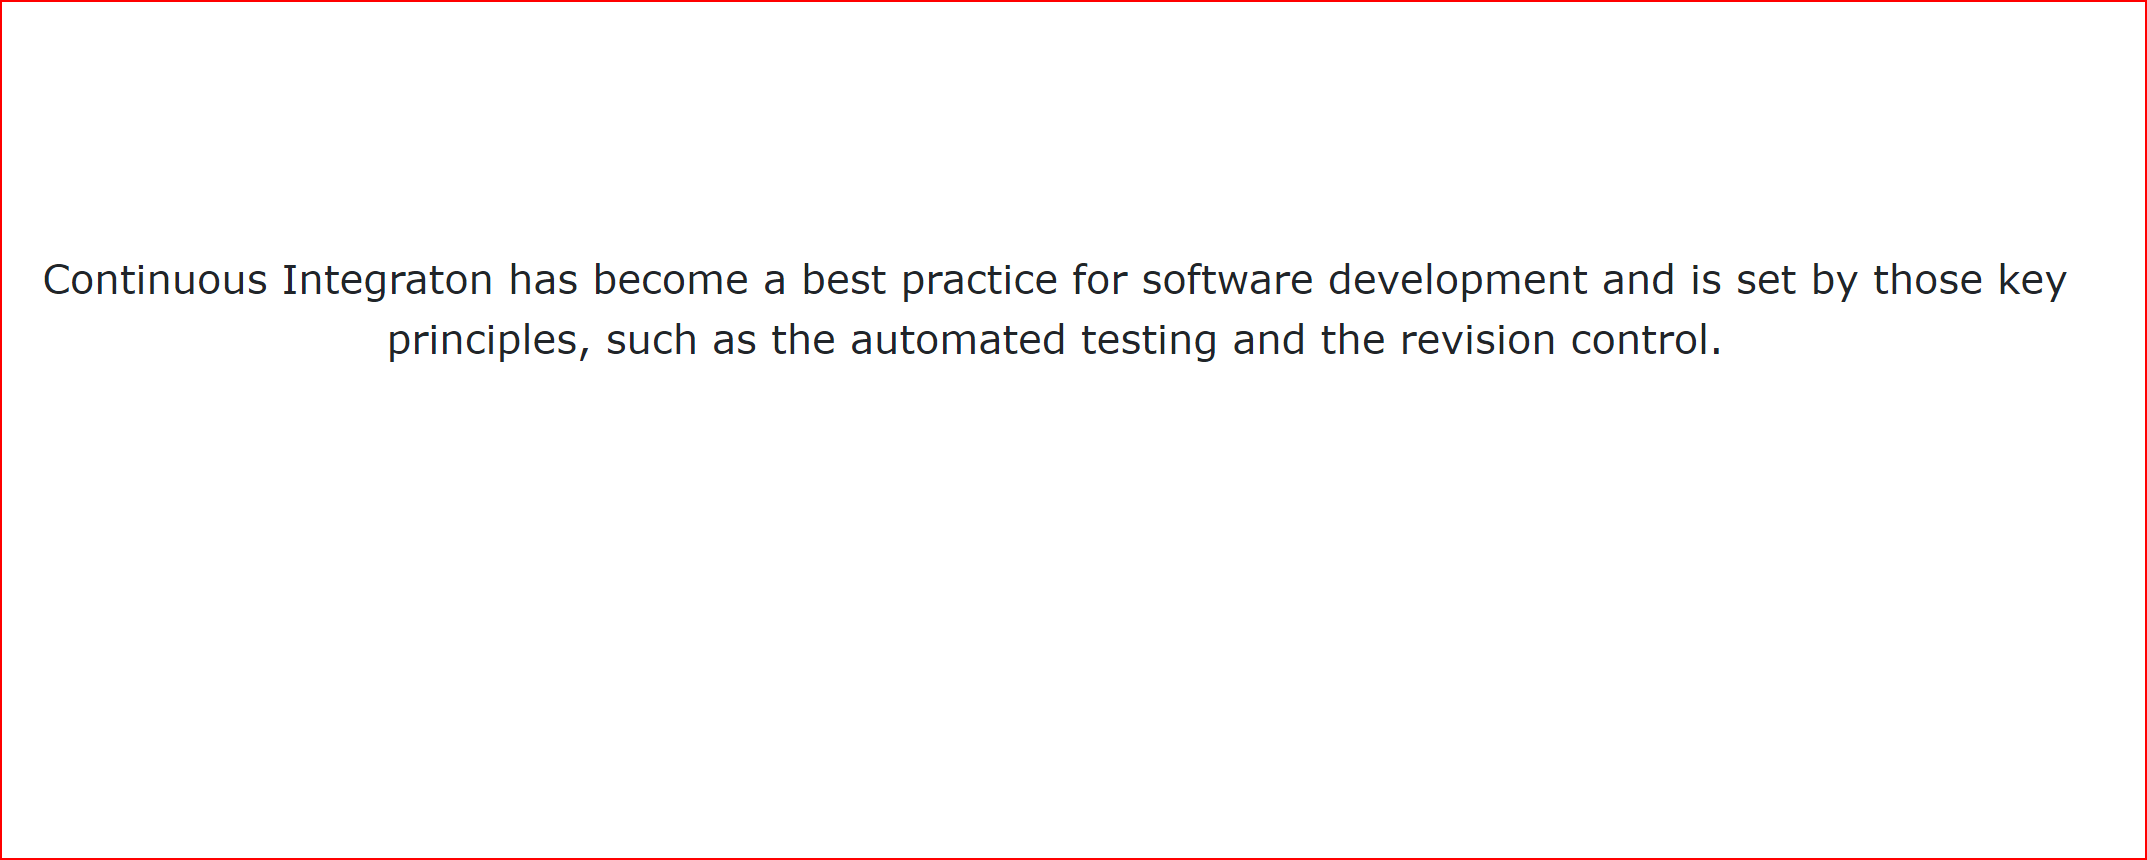 Continuous Integraton has become a best practice for software development and is set by those key
principles, such as the automated testing and the revision control.